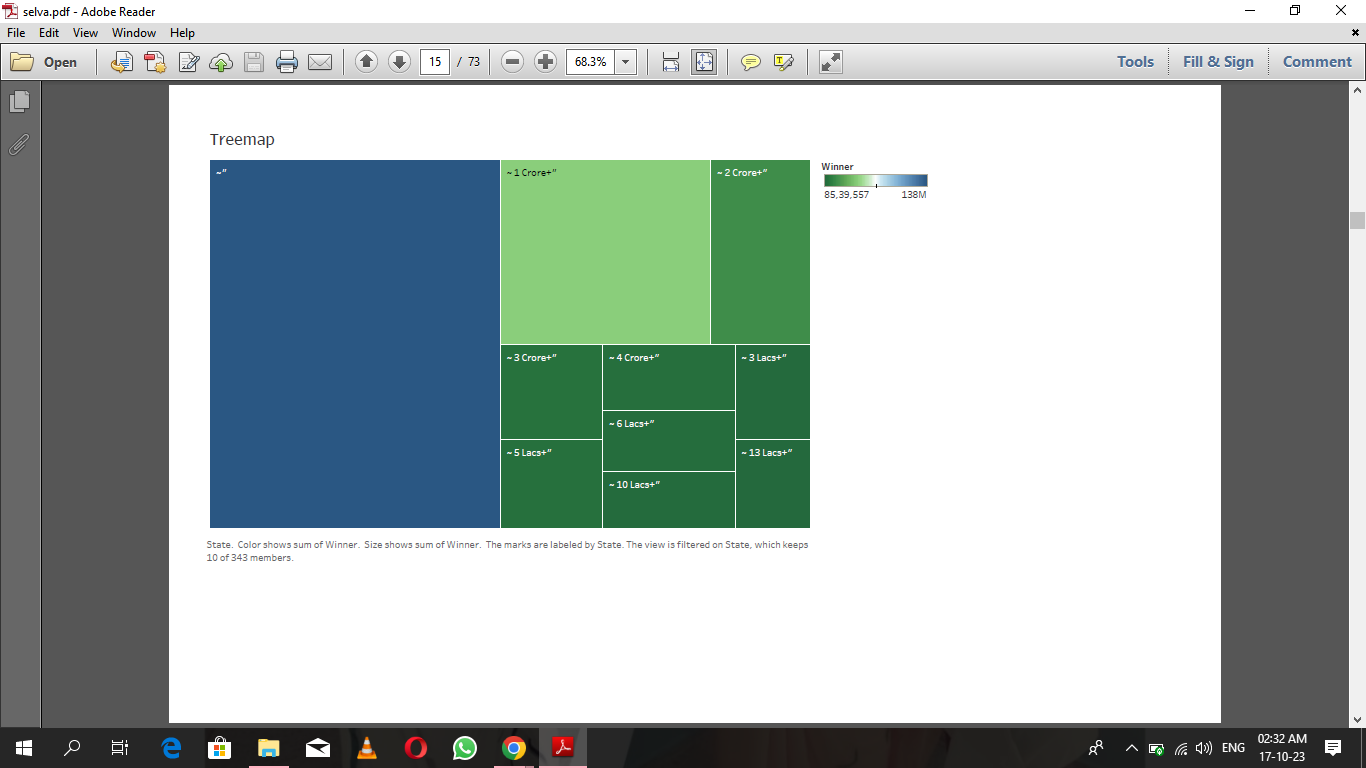 selva.pdf - Adobe Reader
File Edit View Window Help
Open 15 / 73 68.3% Tools Fill & Sign Comment
Treemap
~"
~ 1 Crore+"
~ 2 Crore+"
Winner
85,39,557 138M
~ 3 Crore+"
~ 4 Crore+"
~ 3 Lacs+"
~ 6 Lacs+"
~ 5 Lacs+"
~ 13 Lacs+"
~ 10 Lacs+"
State. Color shows sum of Winner. Size shows sum of Winner. The marks are labeled by State. The view is filtered on State, which keeps
10 of 343 members.
ENG
02:32 AM
17-10-23